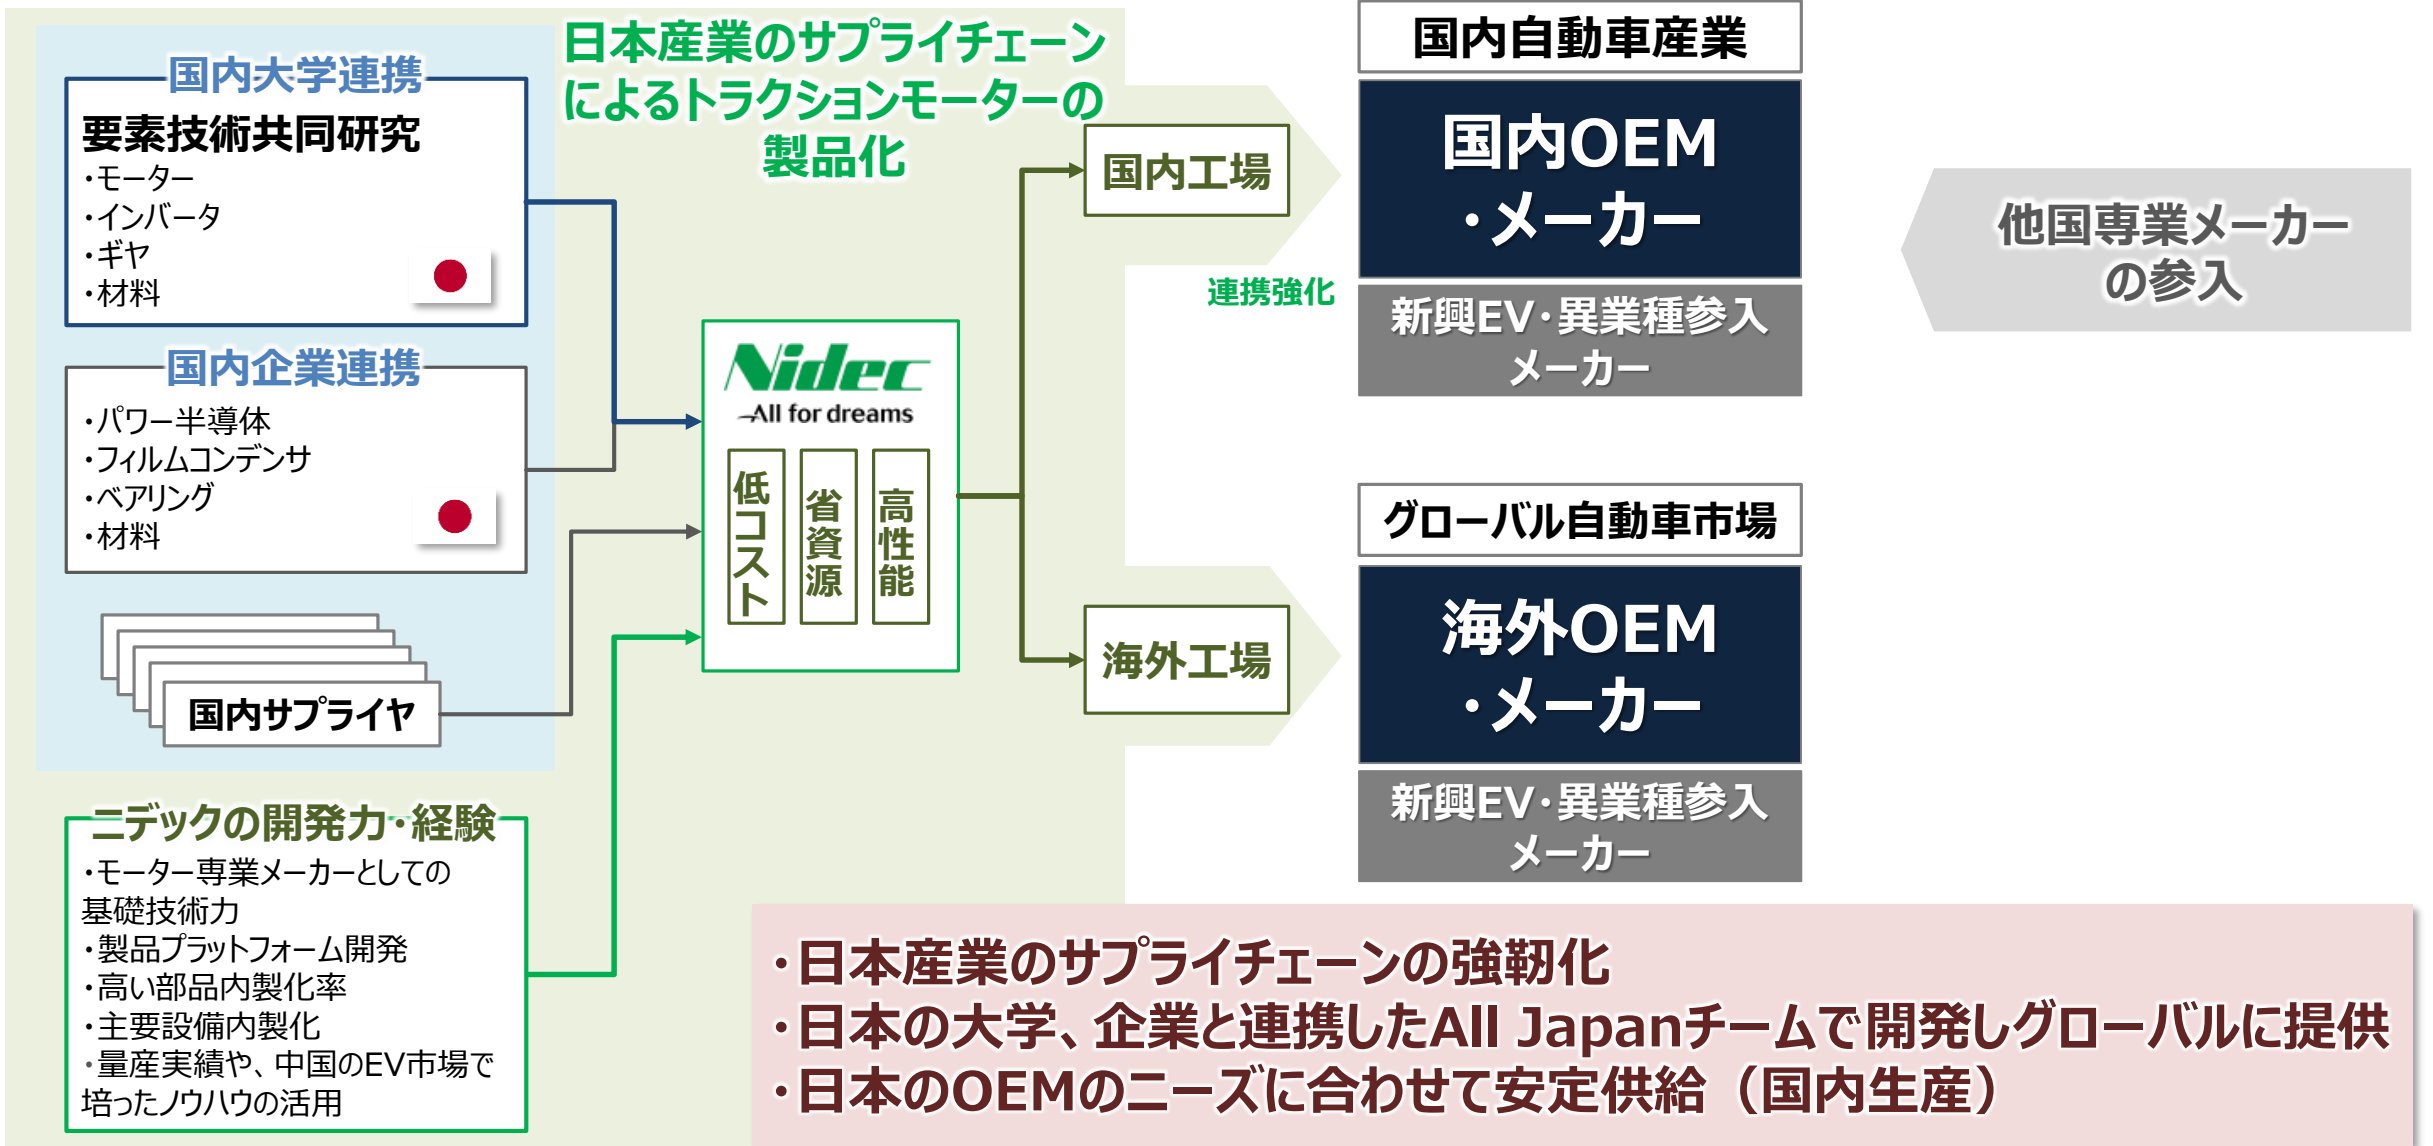 日本産業のサプライチェーン
によるトラクションモーターの
製品化
国内大学連携
要素技術共同研究
・モーター
・インバータ
・ギヤ
・材料
国内企業連携
・パワー半導体
・フィルムコンデンサ
・ベアリング
・材料
国内サプライヤ
ニデックの開発力・経験
・モーター専業メーカーとしての
基礎技術力
・製品プラットフォーム開発
・高い部品内製化率
・主要設備内製化
・量産実績や、中国のEV市場で
培ったノウハウの活用
Nidec
All for dreams
低コスト
省資源
高性能
国内工場
海外工場
連携強化
国内自動車産業
国内OEM
・メーカー
新興EV・異業種参入
メーカー
グローバル自動車市場
海外OEM
・メーカー
新興EV・異業種参入
メーカー
他国専業メーカー
の参入
・日本産業のサプライチェーンの強靭化
・日本の大学、企業と連携したAll Japanチームで開発しグローバルに提供
・日本のOEMのニーズに合わせて安定供給（国内生産）